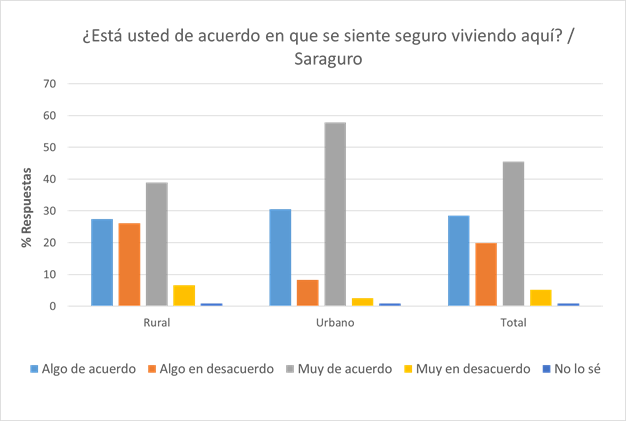 ¿Está usted de acuerdo en que se siente seguro viviendo aquí? /
Saraguro
70
60
50
40
30
20
10
0
% Respuestas
Rural Urbano Total
Algo de acuerdo Algo en desacuerdo Muy de acuerdo Muy en desacuerdo No lo sé